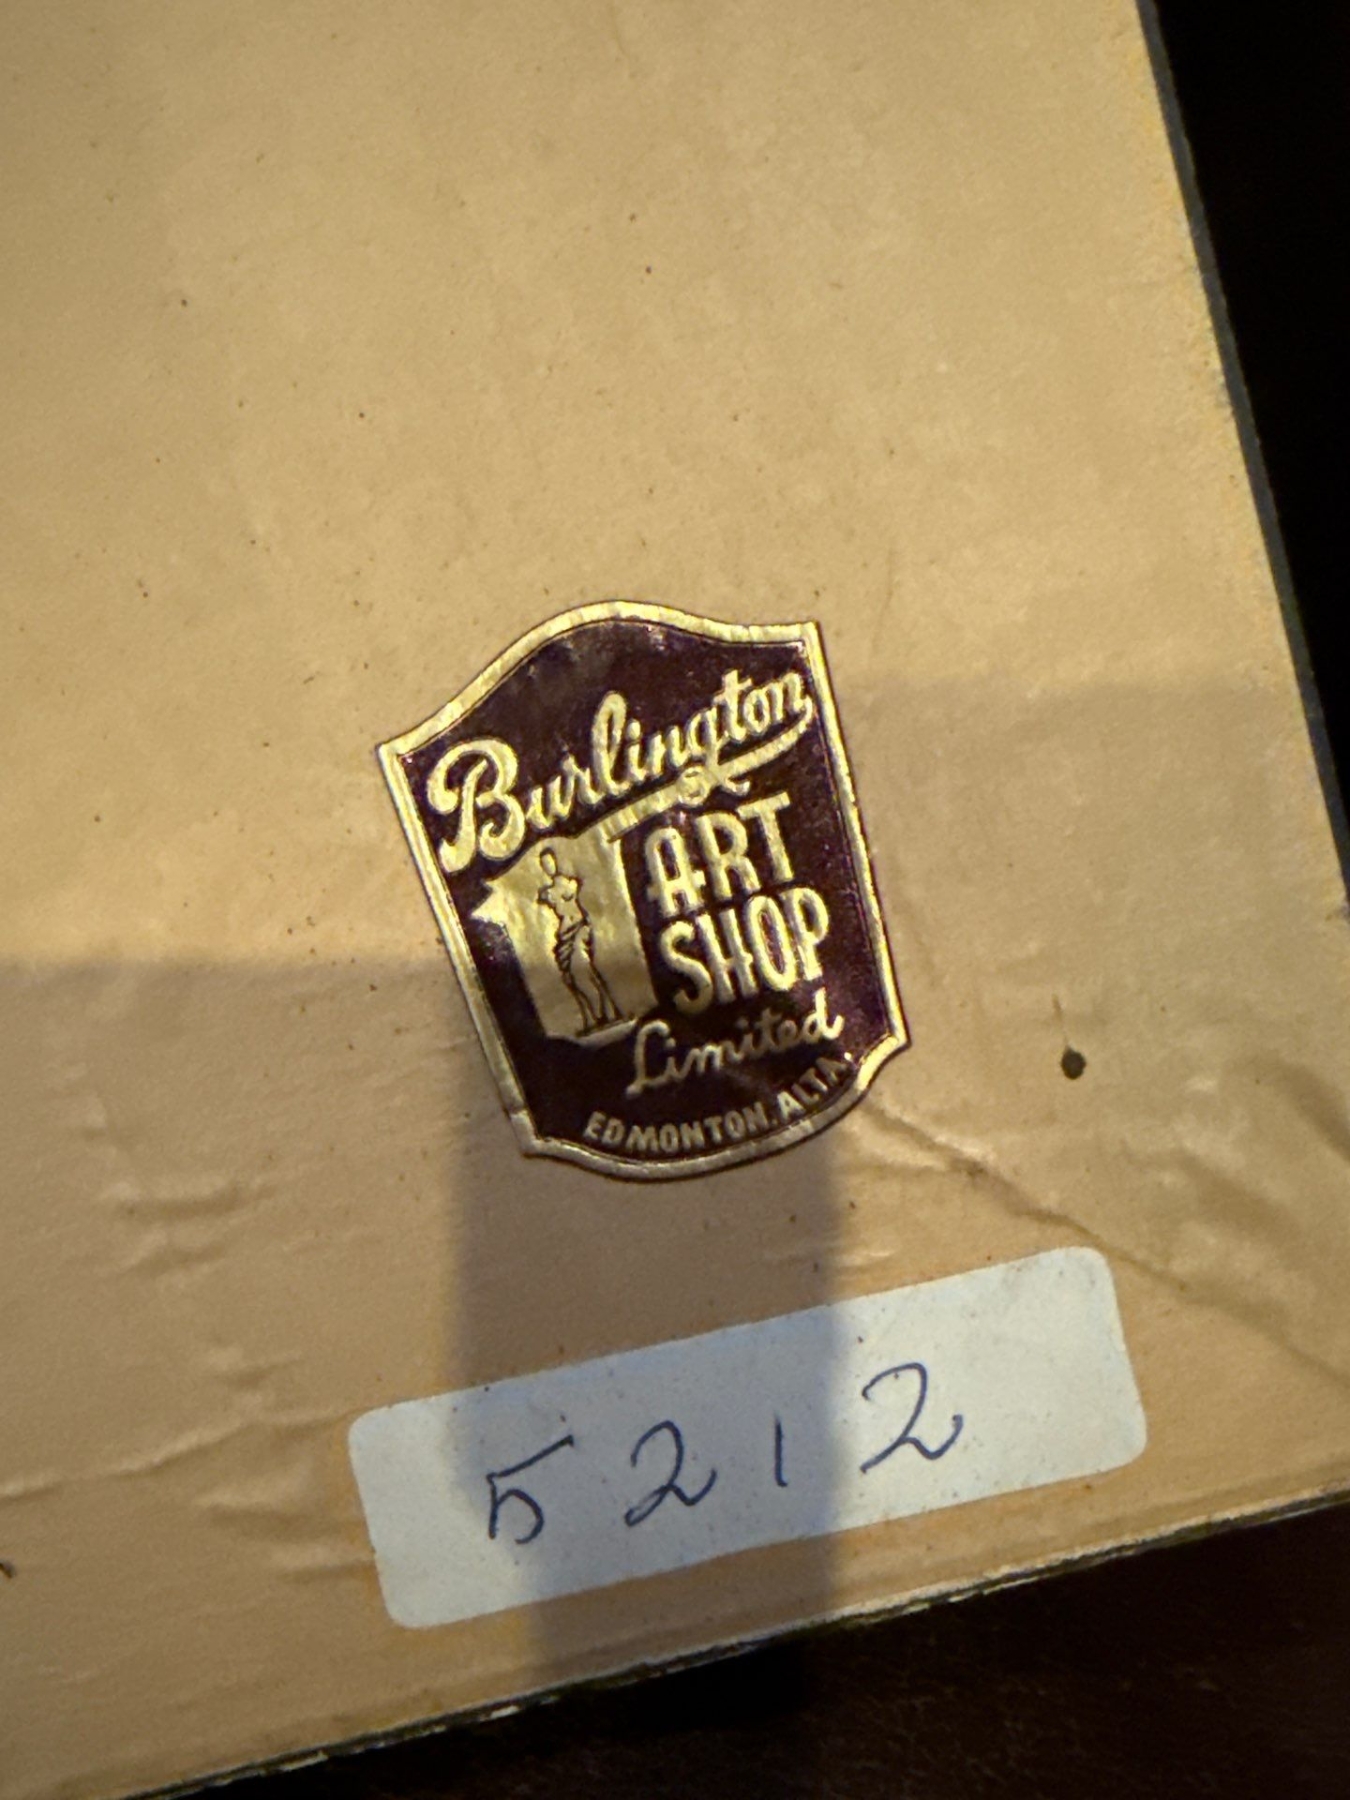 Burlington
ART
SHOP
Limited
EDMONTON. ALTA.
5212